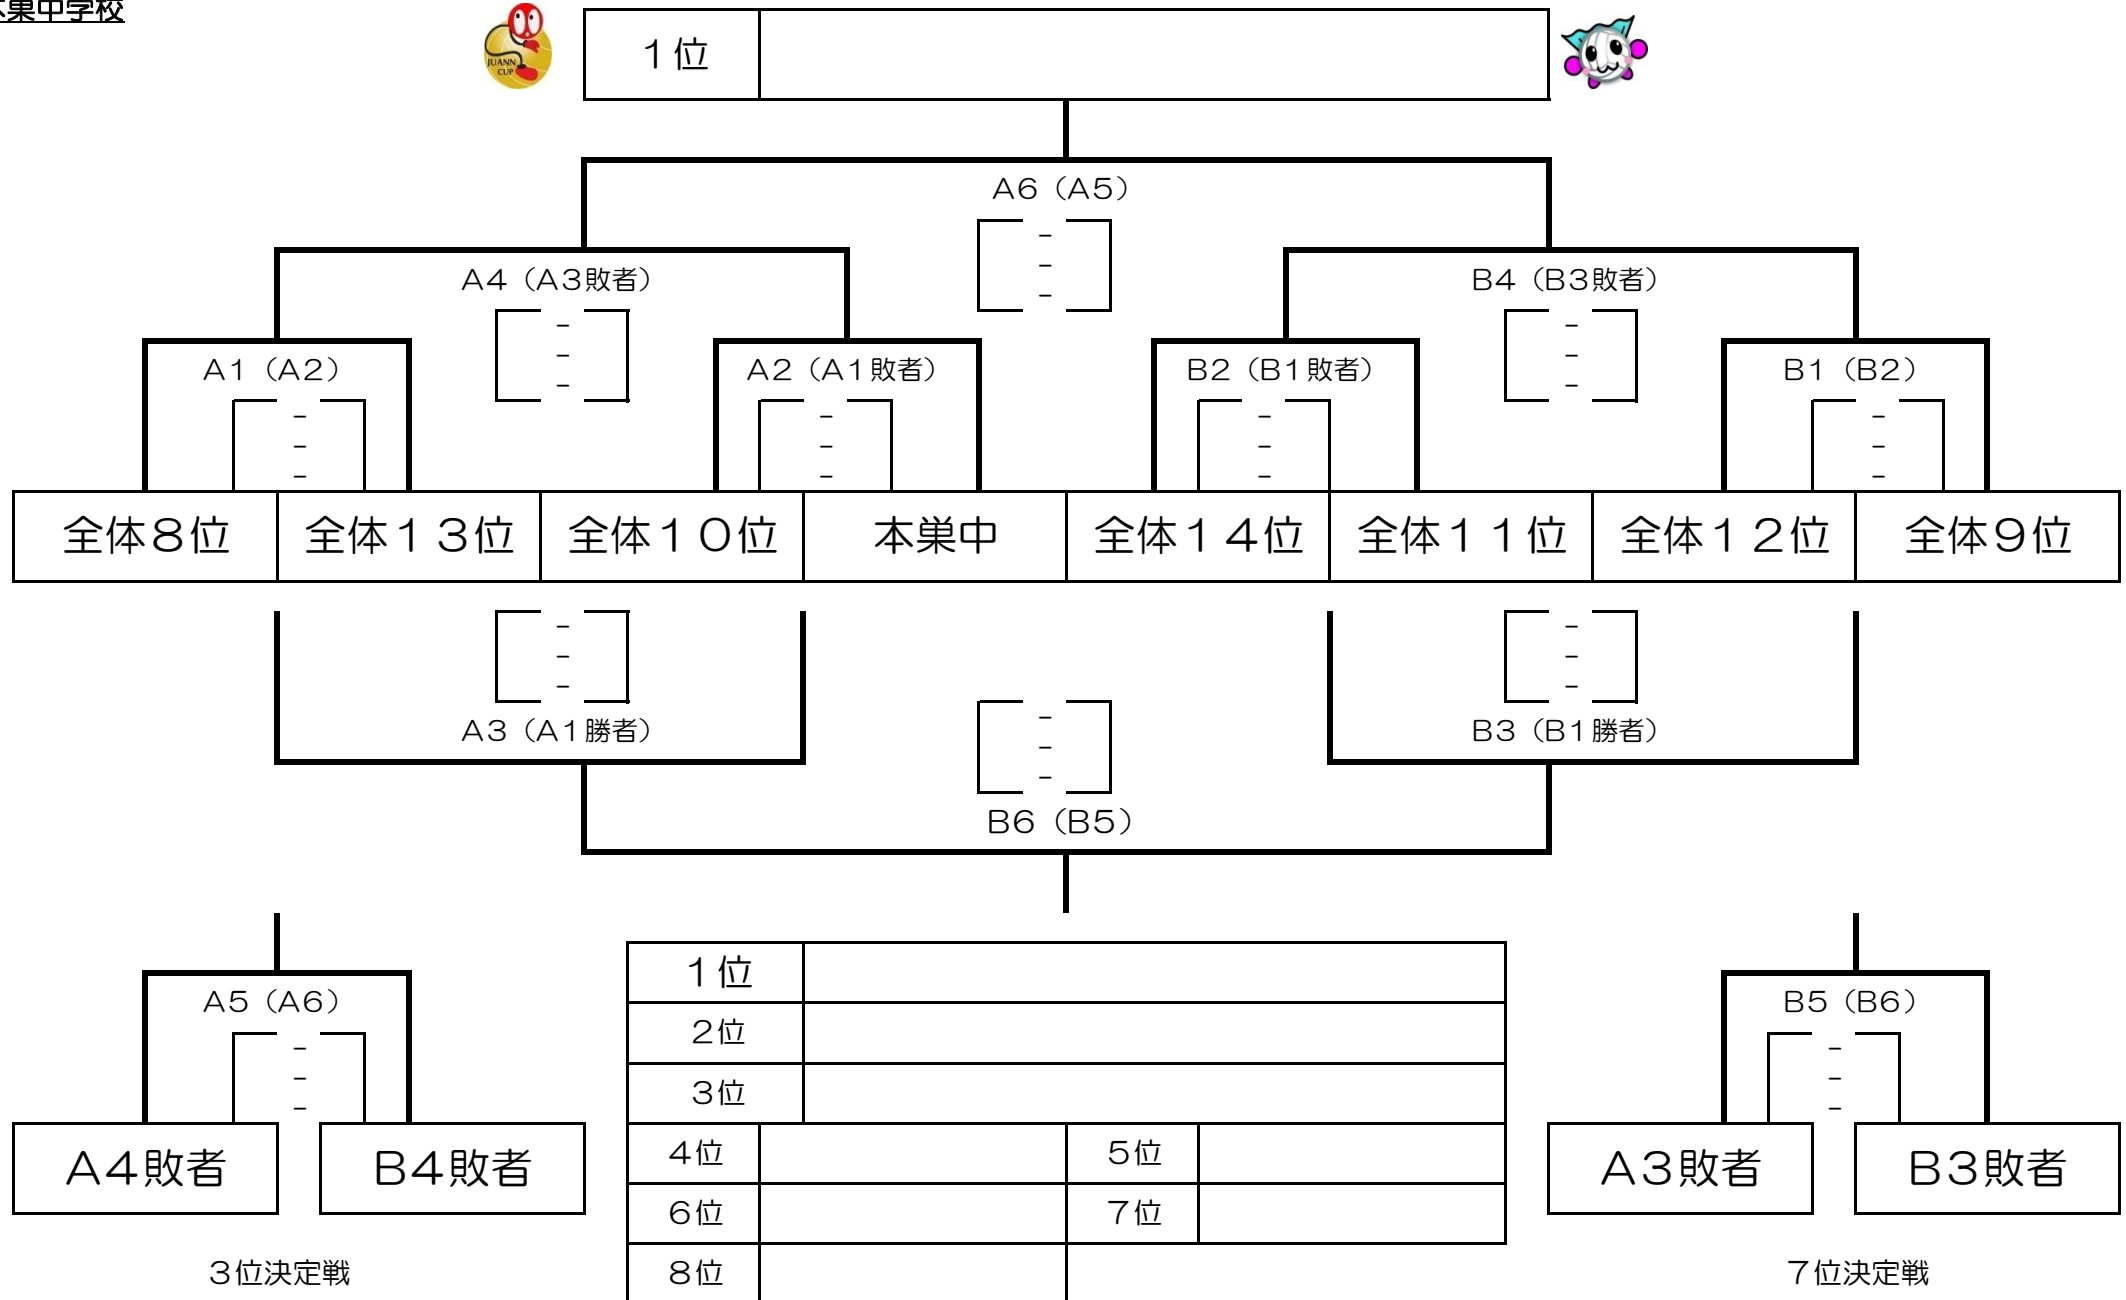 巣中学校
JUANN
CUP
１位
A6（A5）
-
-
-
A4（A3敗者）
-
-
-
B4（B3敗者）
-
-
-
A1（A2）
-
-
-
A2（A1敗者）
-
-
-
B2（B1敗者）
-
-
-
B1（B2）
-
-
-
全体８位 全体１３位 全体１０位 本巣中 全体１４位 全体１１位 全体１２位 全体９位
-
-
-
A3（A1勝者）
-
-
-
B3（B1勝者）
-
-
-
B6（B5）
A5（A6）
-
-
-
A4敗者 B4敗者
3位決定戦
１位
2位
3位
4位 5位
6位 7位
8位
B5（B6）
-
-
-
A3敗者 B3敗者
7位決定戦